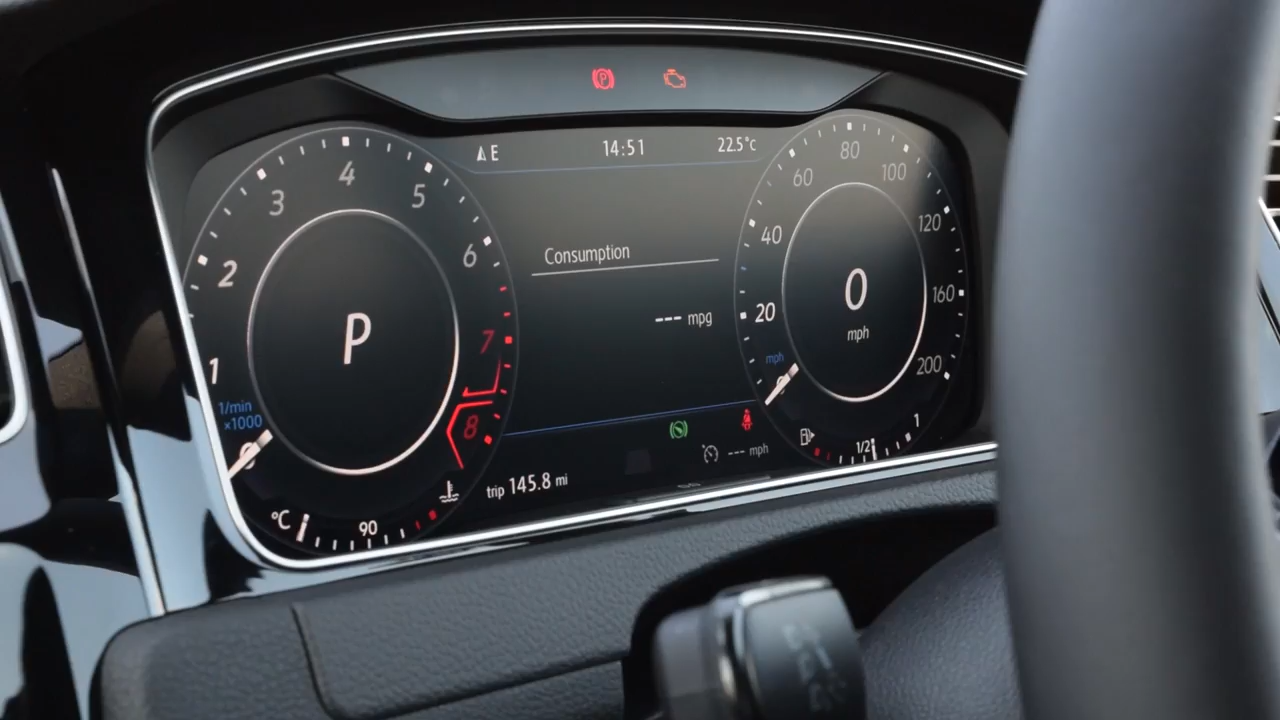 E 14:51 22.5°C
Consumption
--- mpg
--- mph
trip 145.8 mi
P
1
2
3
4
5
6
7
8
1/min
x1000
°C
90
0
mph
mph
20
40
60
80
100
120
160
200
1/2
1
P